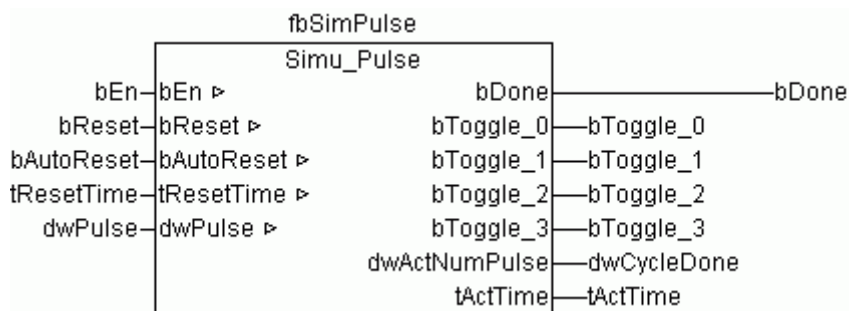 fbSimPulse
Simu_Pulse
bEn bEn ▹ bDone bDone
bReset bReset ▹ bToggle_0 bToggle_0
bAutoReset bAutoReset ▹ bToggle_1 bToggle_1
tResetTime tResetTime ▹ bToggle_2 bToggle_2
dwPulse dwPulse ▹ bToggle_3 bToggle_3
dwActNumPulse dwCycleDone
tActTime tActTime